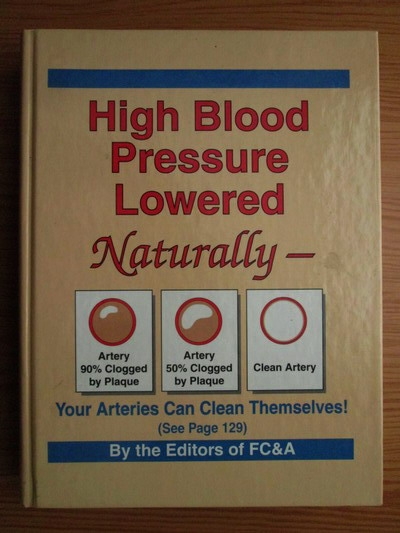 High Blood
Pressure
Lowered
Naturally –
Artery
90% Clogged
by Plaque
Artery
50% Clogged
by Plaque
Clean Artery
Your Arteries Can Clean Themselves!
(See Page 129)
By the Editors of FC&A